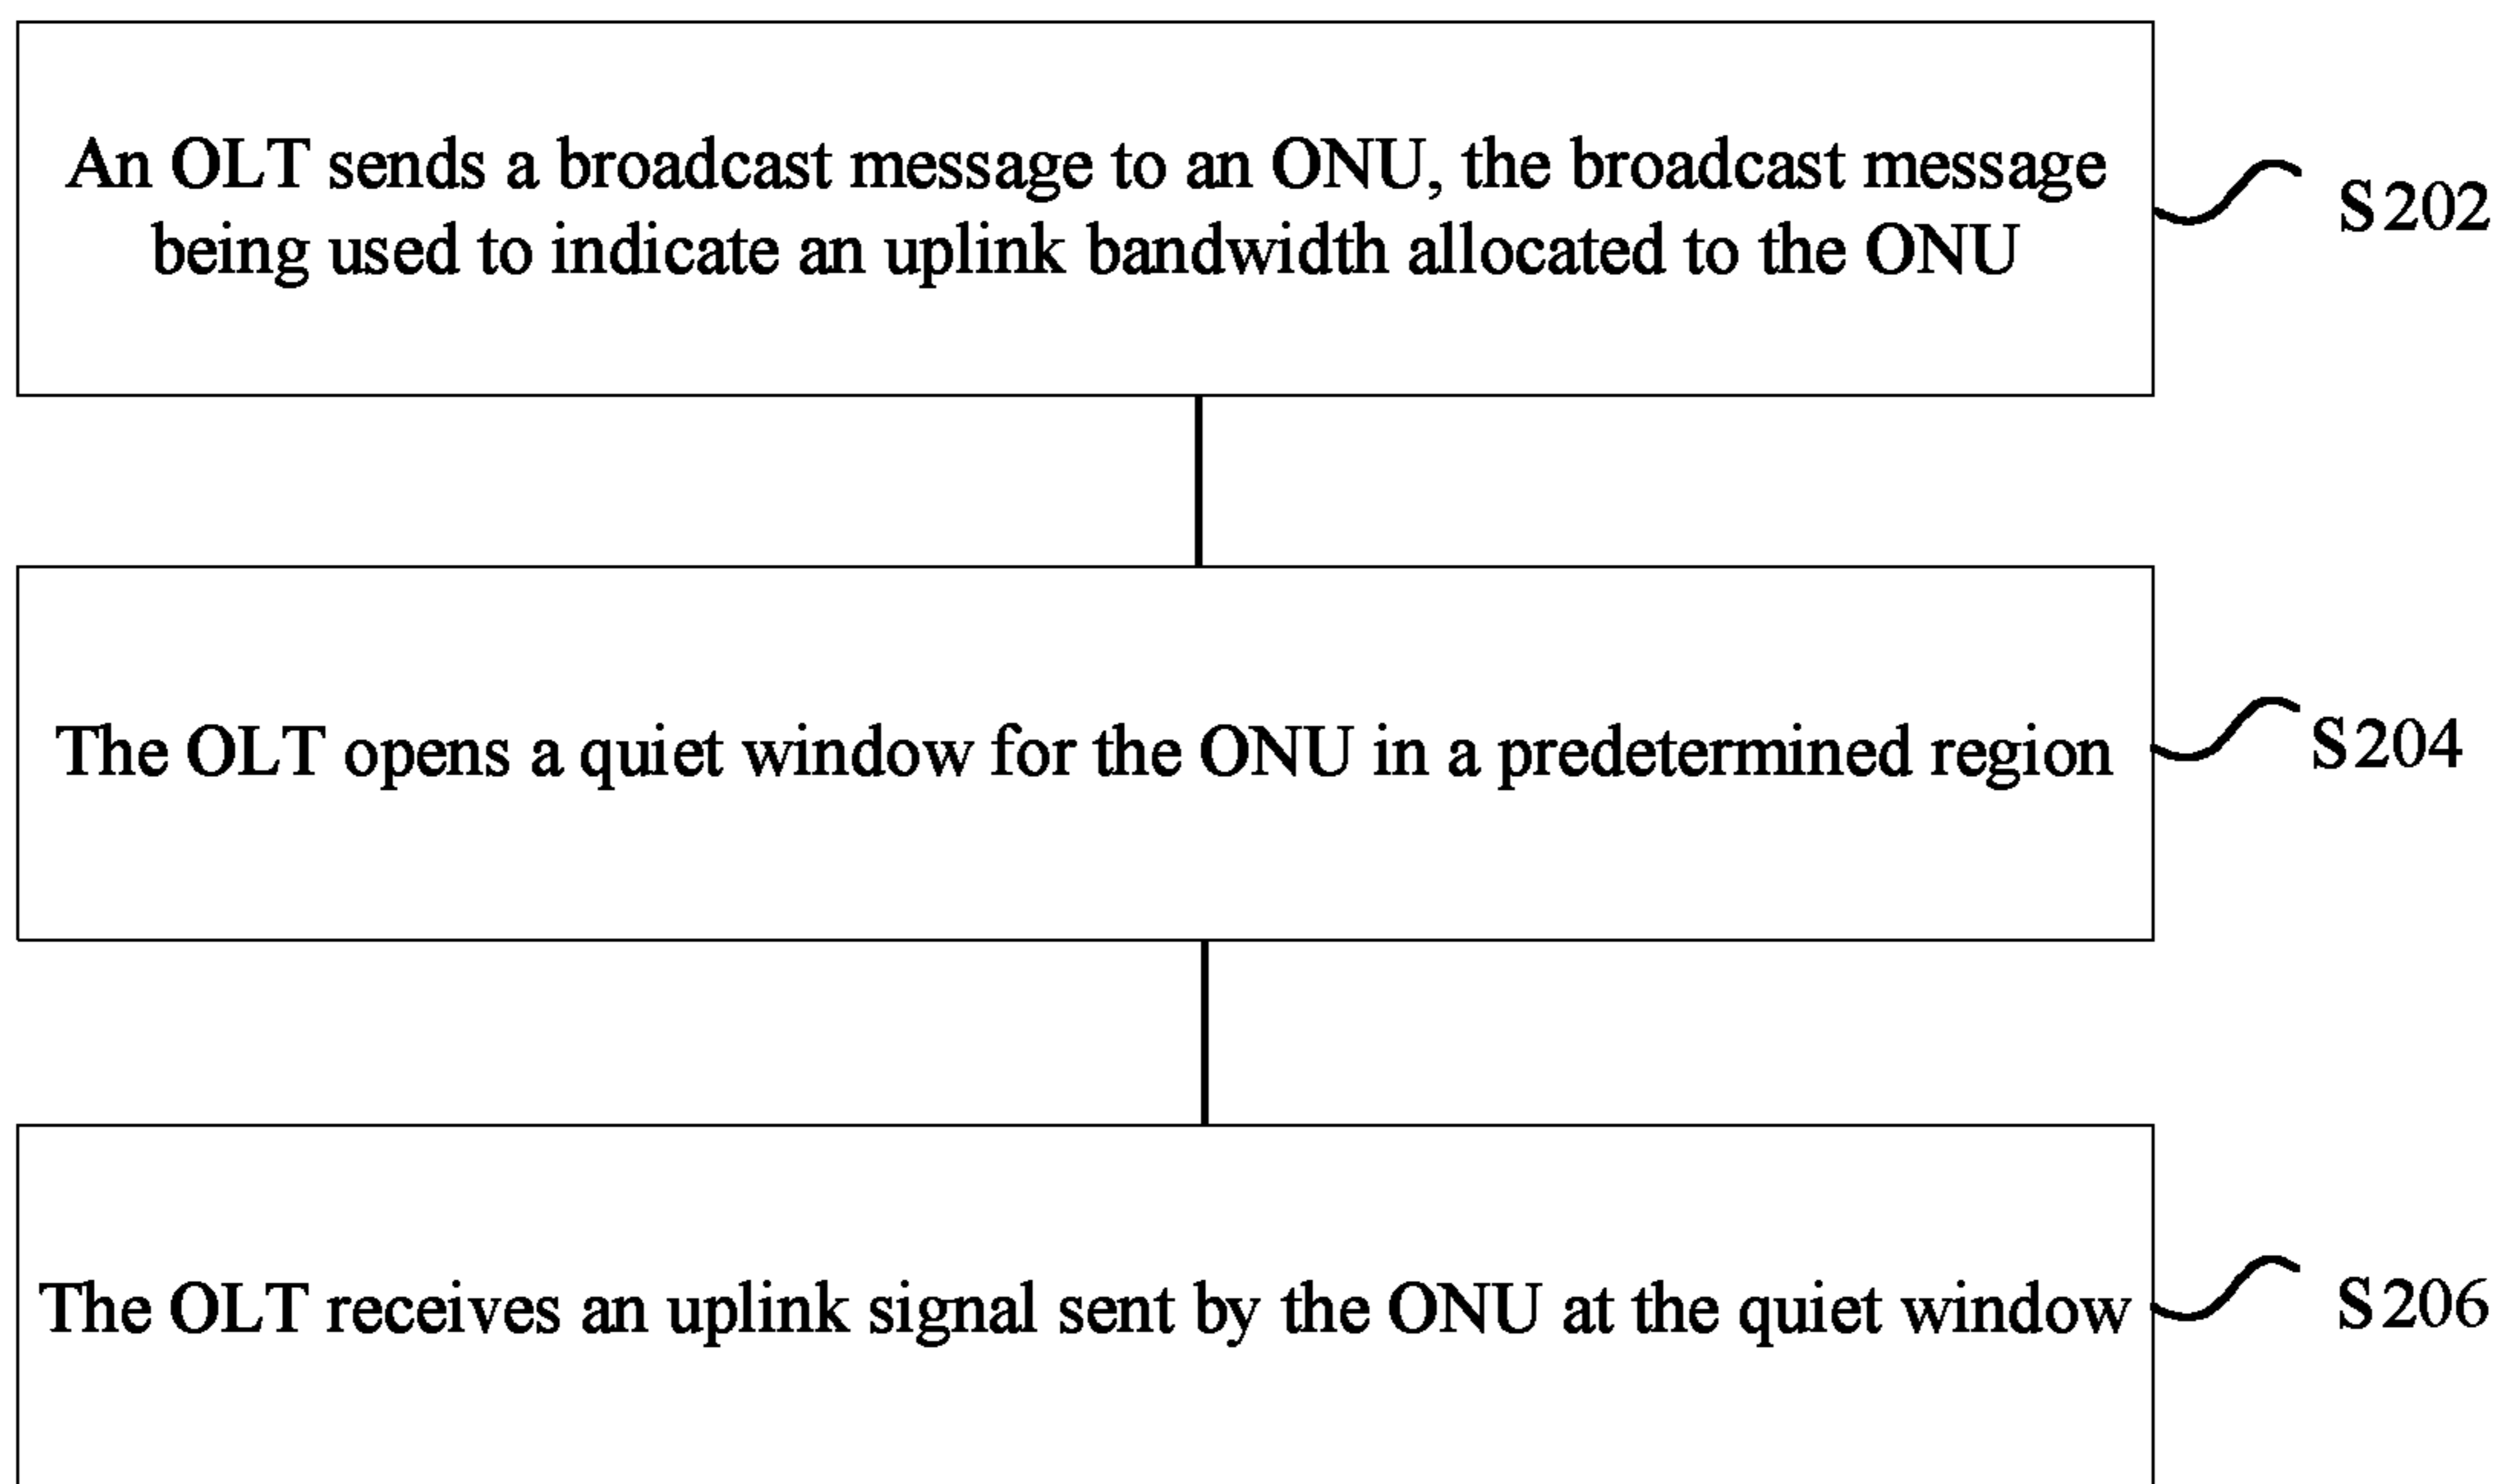 An OLT sends a broadcast message to an ONU, the broadcast message
being used to indicate an uplink bandwidth allocated to the ONU
S202
The OLT opens a quiet window for the ONU in a predetermined region
S204
The OLT receives an uplink signal sent by the ONU at the quiet window
S206